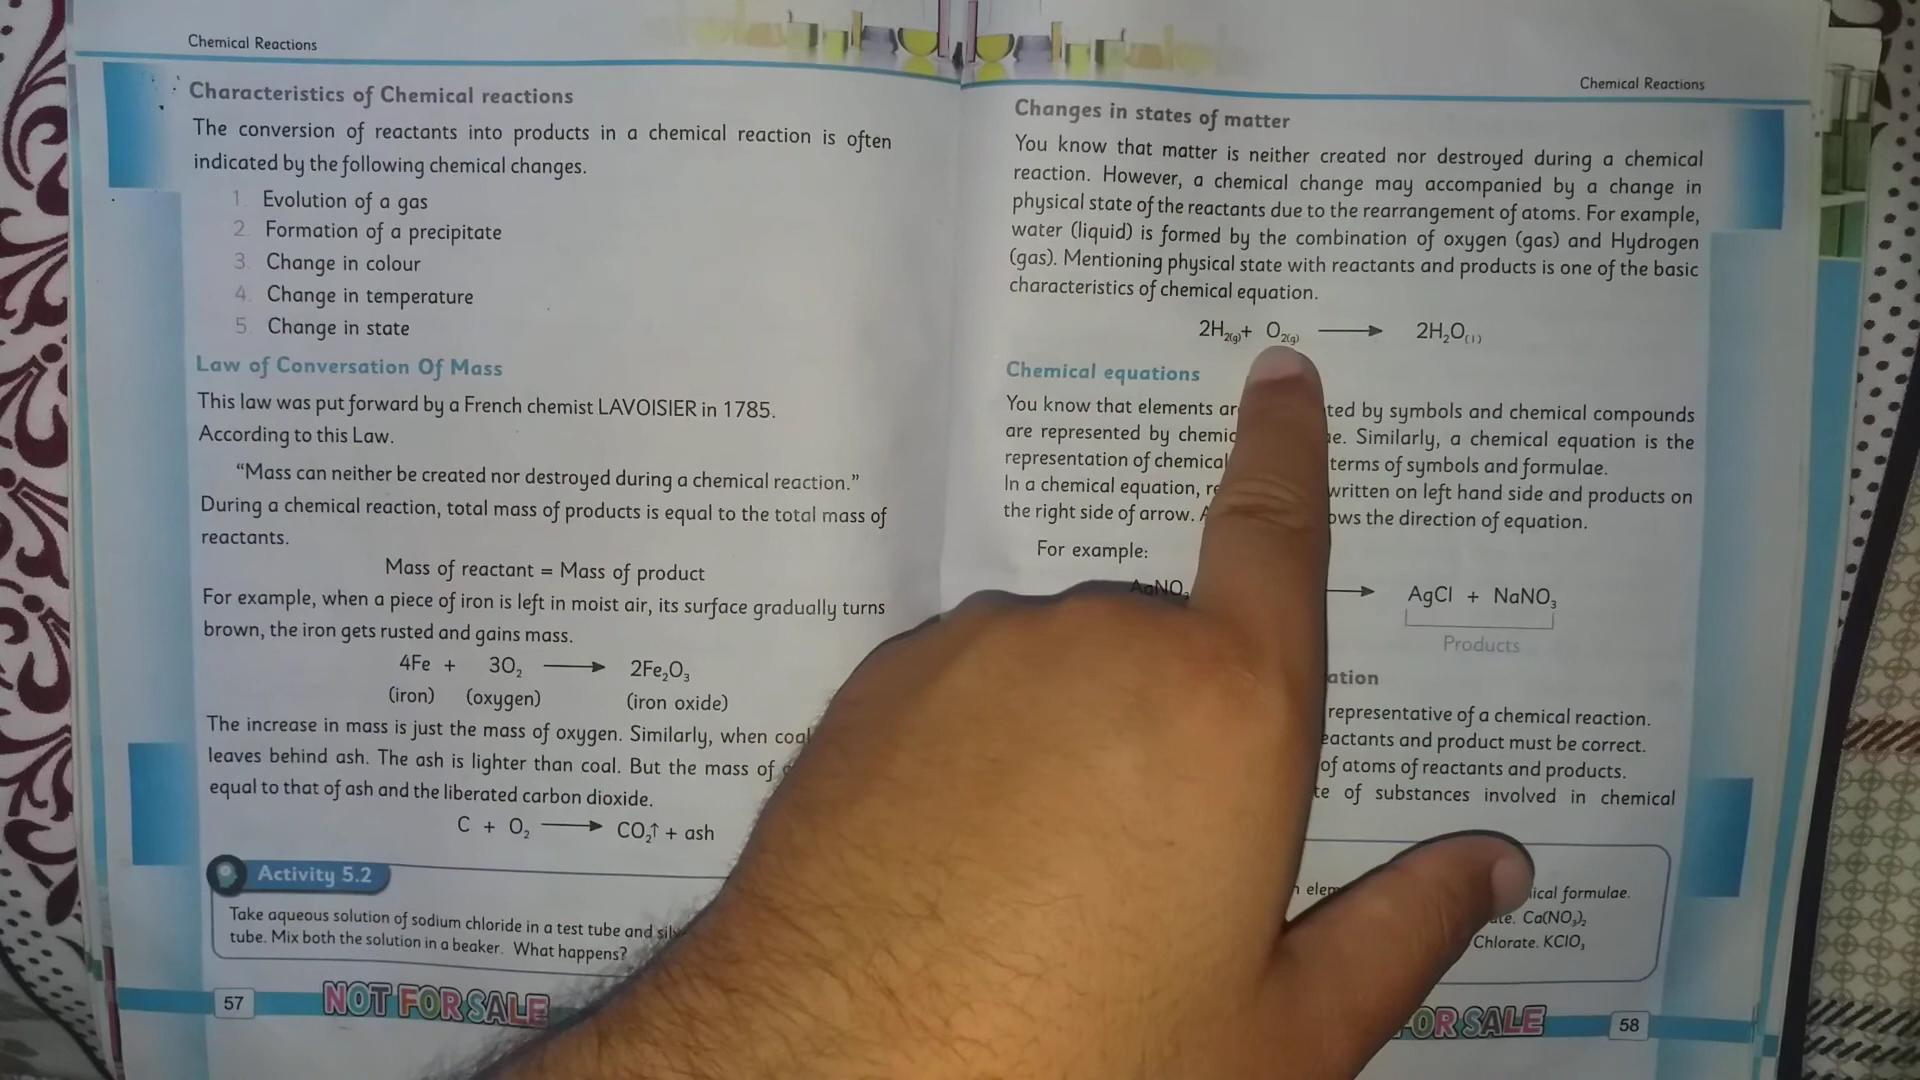 Chemical Reactions
Characteristics of Chemical reactions
The conversion of reactants into products in a chemical reaction is often
indicated by the following chemical changes.
1. Evolution of a gas
2. Formation of a precipitate
3. Change in colour
4. Change in temperature
5. Change in state
Law of Conversation Of Mass
This law was put forward by a French chemist LAVOISIER in 1785.
According to this Law.
“Mass can neither be created nor destroyed during a chemical reaction.”
During a chemical reaction, total mass of products is equal to the total mass of
reactants.
Mass of reactant = Mass of product
For example, when a piece of iron is left in moist air, its surface gradually turns
brown, the iron gets rusted and gains mass.
4Fe + 3O₂ ⟶ 2Fe₂O₃
(iron) (oxygen) (iron oxide)
The increase in mass is just the mass of oxygen. Similarly, when coal
leaves behind ash. The ash is lighter than coal. But the mass of
equal to that of ash and the liberated carbon dioxide.
C + O₂ ⟶ CO₂↑ + ash
Activity 5.2
Take aqueous solution of sodium chloride in a test tube and
tube. Mix both the solution in a beaker. What happens?
57
NOT FOR SALE
Chemical Reactions
Changes in states of matter
You know that matter is neither created nor destroyed during a chemical
reaction. However, a chemical change may accompanied by a change in
physical state of the reactants due to the rearrangement of atoms. For example,
water (liquid) is formed by the combination of oxygen (gas) and Hydrogen
(gas). Mentioning physical state with reactants and products is one of the basic
characteristics of chemical equation.
2H₂(g)+ O₂(g) ⟶ 2H₂O(l)
Chemical equations
You know that elements ted by symbols and chemical compounds
are represented by e. Similarly, a chemical equation is the
representation of chemical terms of symbols and formulae.
In a chemical equation, written on left hand side and products on
the right side of arrow. ows the direction of equation.
For example:
AgNO₃ ⟶ AgCl + NaNO₃
Products
ation
representative of a chemical reaction.
eactants and product must be correct.
of atoms of reactants and products.
te of substances involved in chemical
ical formulae.
Ca(NO₃)₂
Chlorate. KClO₃
FOR SALE
58